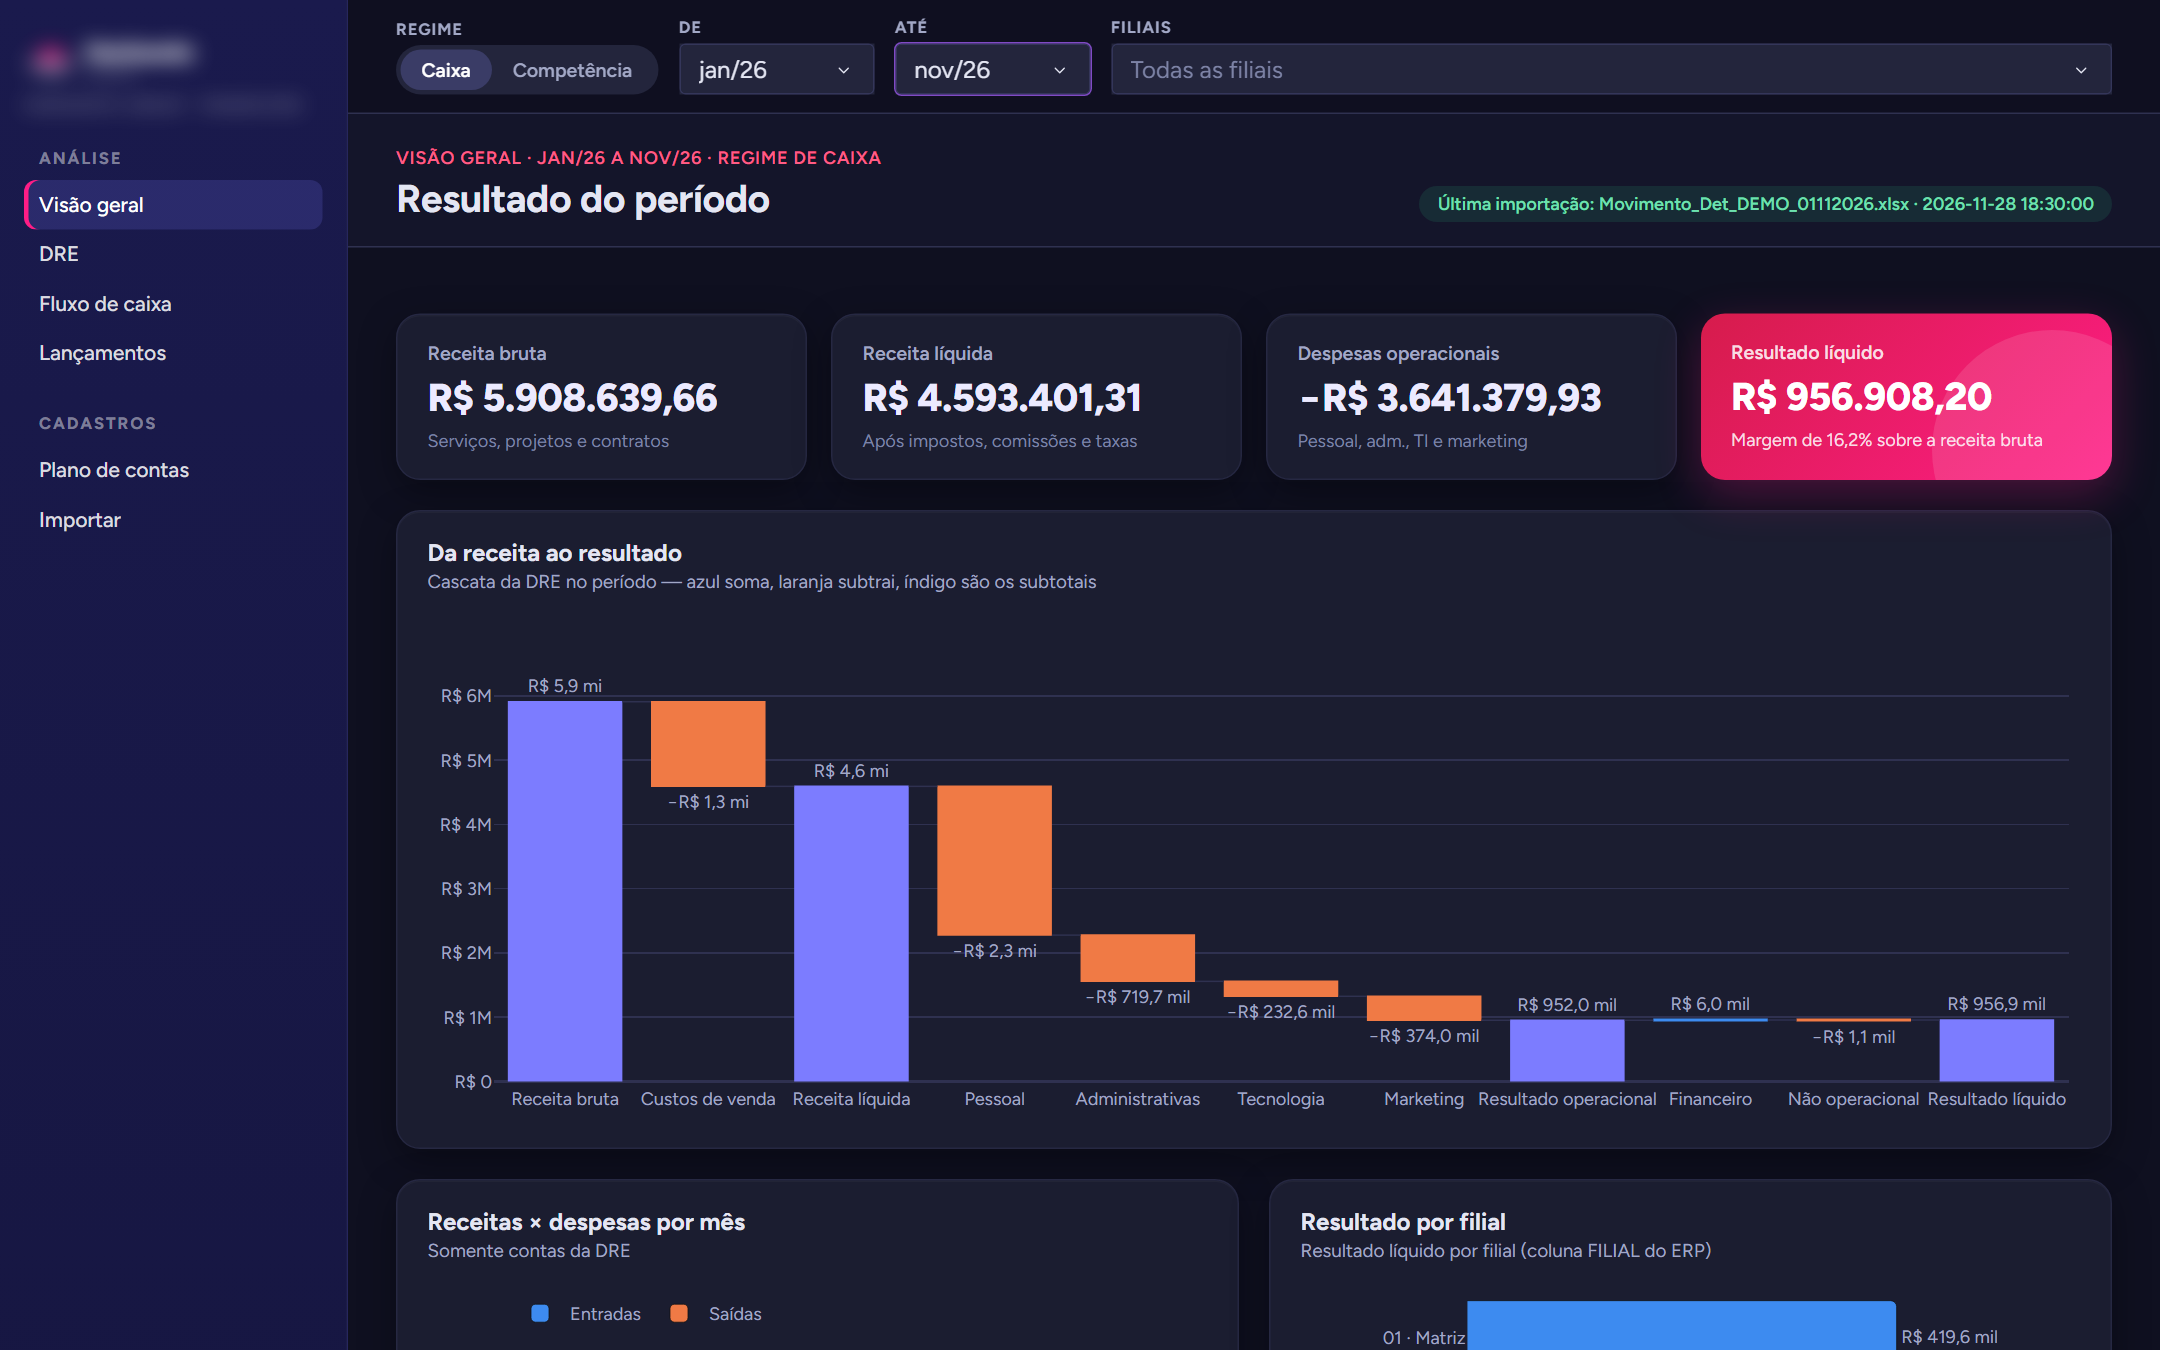 ANÁLISE
Visão geral
DRE
Fluxo de caixa
Lançamentos
CADASTROS
Plano de contas
Importar
REGIME
DE
ATÉ
FILIAIS
Caixa
Competência
jan/26
nov/26
Todas as filiais
VISÃO GERAL · JAN/26 A NOV/26 · REGIME DE CAIXA
Resultado do período
Última importação: Movimento_Det_DEMO_01112026.xlsx · 2026-11-28 18:30:00
Receita bruta
R$ 5.908.639,66
Serviços, projetos e contratos
Receita líquida
R$ 4.593.401,31
Após impostos, comissões e taxas
Despesas operacionais
−R$ 3.641.379,93
Pessoal, adm., TI e marketing
Resultado líquido
R$ 956.908,20
Margem de 16,2% sobre a receita bruta
Da receita ao resultado
Cascata da DRE no período — azul soma, laranja subtrai, índigo são os subtotais
R$ 6M
R$ 5M
R$ 4M
R$ 3M
R$ 2M
R$ 1M
R$ 0
R$ 5,9 mi
−R$ 1,3 mi
R$ 4,6 mi
−R$ 2,3 mi
−R$ 719,7 mil
−R$ 232,6 mil
−R$ 374,0 mil
R$ 952,0 mil
R$ 6,0 mil
−R$ 1,1 mil
R$ 956,9 mil
Receita bruta
Custos de venda
Receita líquida
Pessoal
Administrativas
Tecnologia
Marketing
Resultado operacional
Financeiro
Não operacional
Resultado líquido
Receitas × despesas por mês
Somente contas da DRE
Entradas
Saídas
Resultado por filial
Resultado líquido por filial (coluna FILIAL do ERP)
01 · Matriz
R$ 419,6 mil